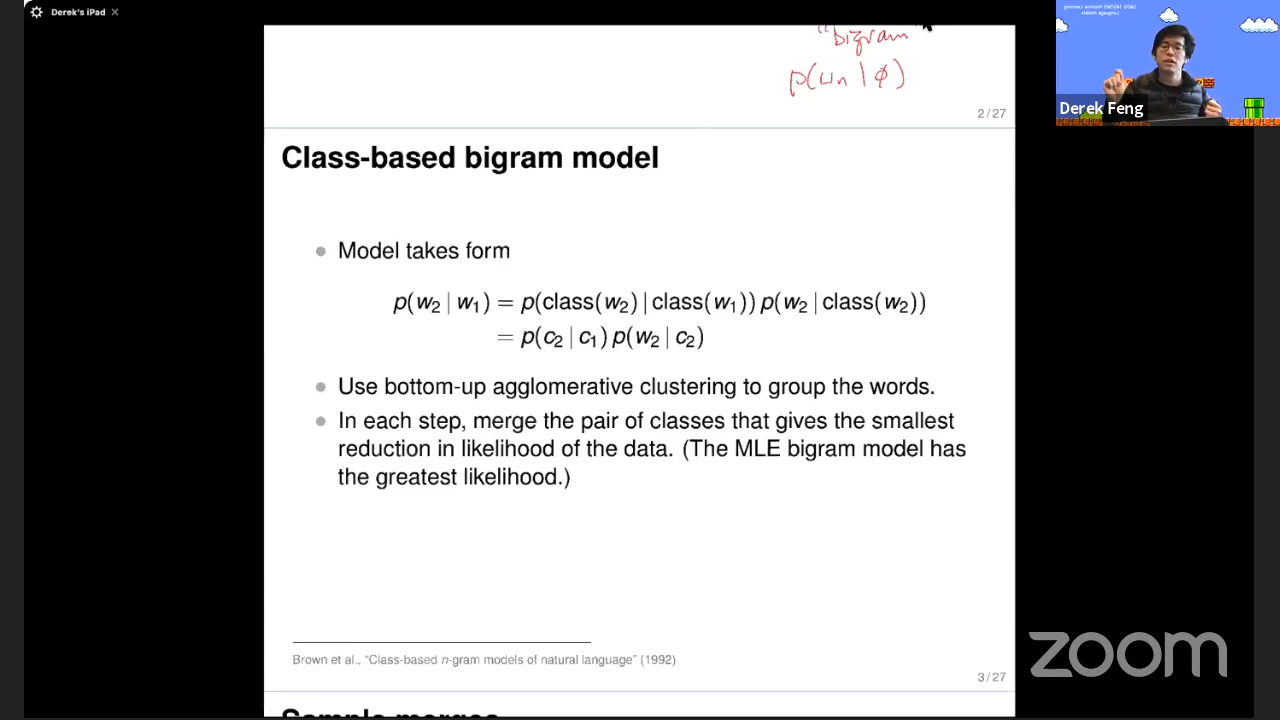 Derek's iPad
"bigram"
p(wn | φ)
2 / 27
Class-based bigram model
Model takes form
p(w₂ | w₁) = p(class(w₂) | class(w₁)) p(w₂ | class(w₂))
= p(c₂ | c₁) p(w₂ | c₂)
Use bottom-up agglomerative clustering to group the words.
In each step, merge the pair of classes that gives the smallest
reduction in likelihood of the data. (The MLE bigram model has
the greatest likelihood.)
Brown et al., “Class-based n-gram models of natural language” (1992)
3 / 27
Sample merges
Derek Feng
zoom